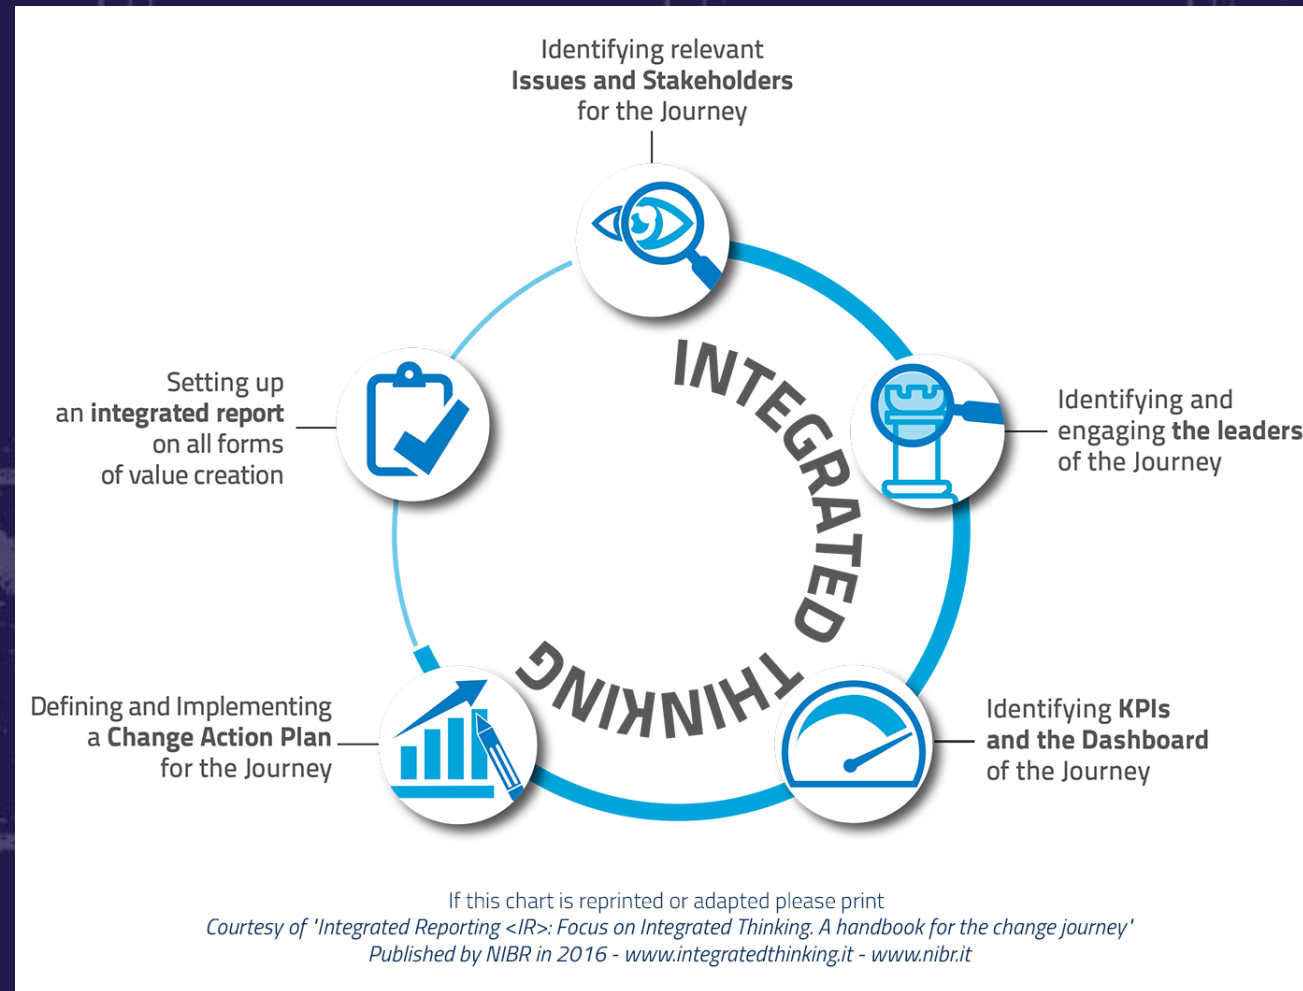 Identifying relevant
Issues and Stakeholders
for the Journey
INTEGRATED THINKING
Identifying and
engaging the leaders
of the Journey
Identifying KPIs
and the Dashboard
of the Journey
Defining and Implementing
a Change Action Plan
for the Journey
Setting up
an integrated report
on all forms
of value creation
If this chart is reprinted or adapted please print
Courtesy of "Integrated Reporting <IR>: Focus on Integrated Thinking. A handbook for the change journey"
Published by NIBR in 2016 - www.integratedthinking.it - www.nibr.it